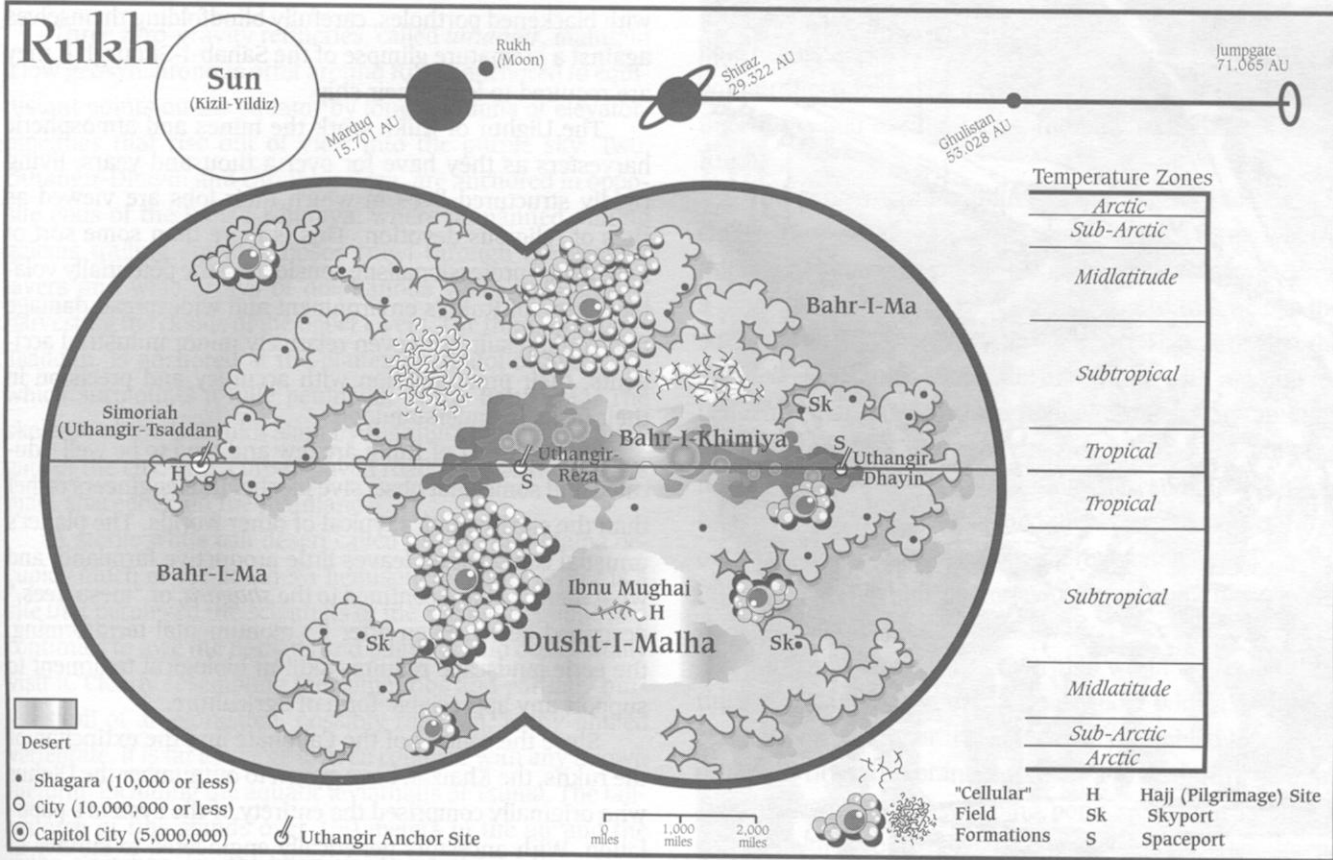 Rukh
Sun
(Kizil-Yildiz)
Marduq
15.701 AU
Rukh
(Moon)
Shiraz
29.322 AU
Ghulistan
53.028 AU
Jumpgate
71.065 AU
Temperature Zones
Arctic
Sub-Arctic
Midlatitude
Subtropical
Tropical
Tropical
Subtropical
Midlatitude
Sub-Arctic
Arctic
Bahr-I-Ma
Sk
Simoriah
(Uthangir-Tsaddan)
H
S
Bahr-I-Khimiya
Uthangir-
Reza
S
S
Uthangir-
Dhayin
Bahr-I-Ma
Ibnu Mughai
H
Dusht-I-Malha
Sk
Sk
Desert
Shagara (10,000 or less)
City (10,000,000 or less)
Capitol City (5,000,000)
Uthangir Anchor Site
0
miles
1,000
miles
2,000
miles
"Cellular"
Field
Formations
H Hajj (Pilgrimage) Site
Sk Skyport
S Spaceport